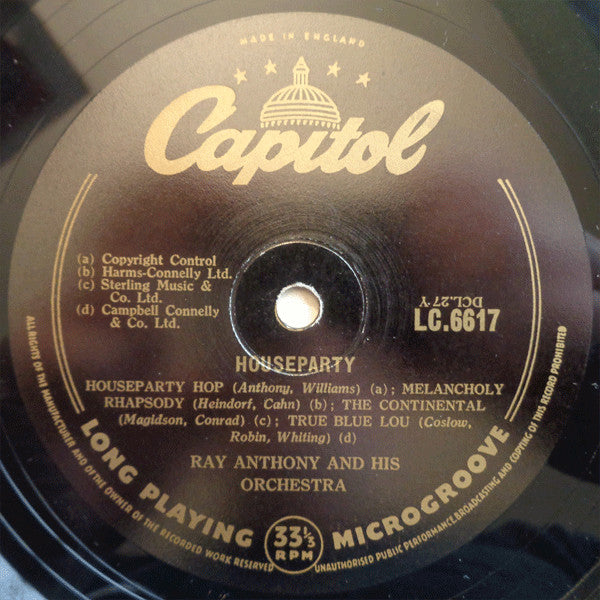 MADE IN ENGLAND
Capitol
(a) Copyright Control
(b) Harms-Connelly Ltd.
(c) Sterling Music &
Co. Ltd.
(d) Campbell Connelly
& Co. Ltd.
DCL.27 Y
LC.6617
HOUSEPARTY
HOUSEPARTY HOP (Anthony, Williams) (a); MELANCHOLY
RHAPSODY (Heindorf, Cahn) (b); THE CONTINENTAL
(Magidson, Conrad) (c); TRUE BLUE LOU (Coslow,
Robin, Whiting) (d)
RAY ANTHONY AND HIS
ORCHESTRA
LONG PLAYING 33⅓ RPM MICROGROOVE
ALL RIGHTS OF THE MANUFACTURER AND OF THE OWNER OF THE RECORDED WORK RESERVED
UNAUTHORISED PUBLIC PERFORMANCE, BROADCASTING AND COPYING OF THIS RECORD PROHIBITED